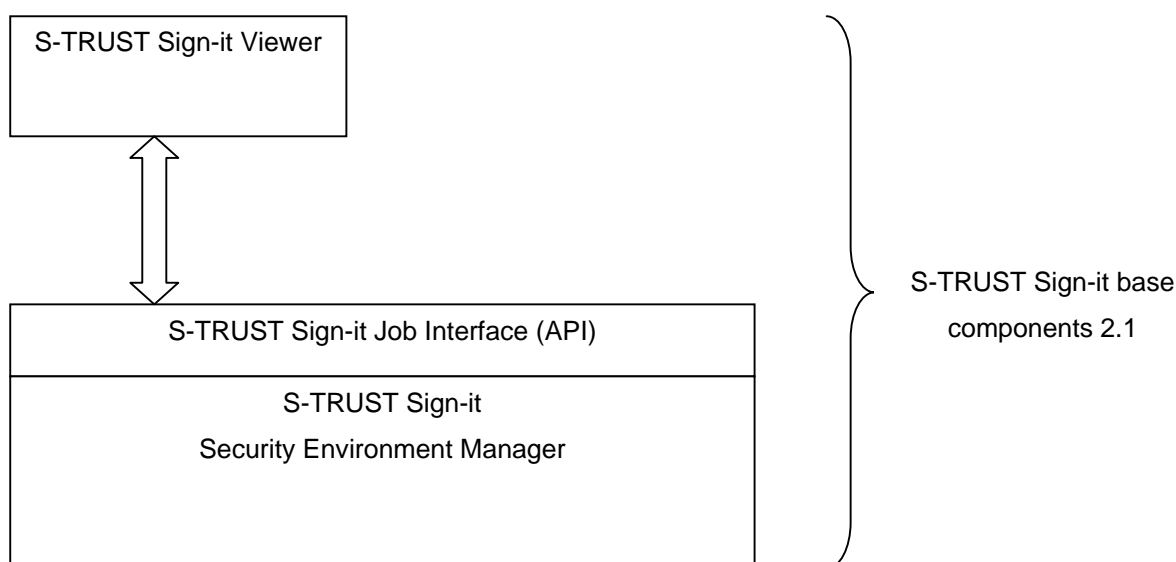 S-TRUST Sign-it Viewer
S-TRUST Sign-it Job Interface (API)
S-TRUST Sign-it
Security Environment Manager
S-TRUST Sign-it base
components 2.1